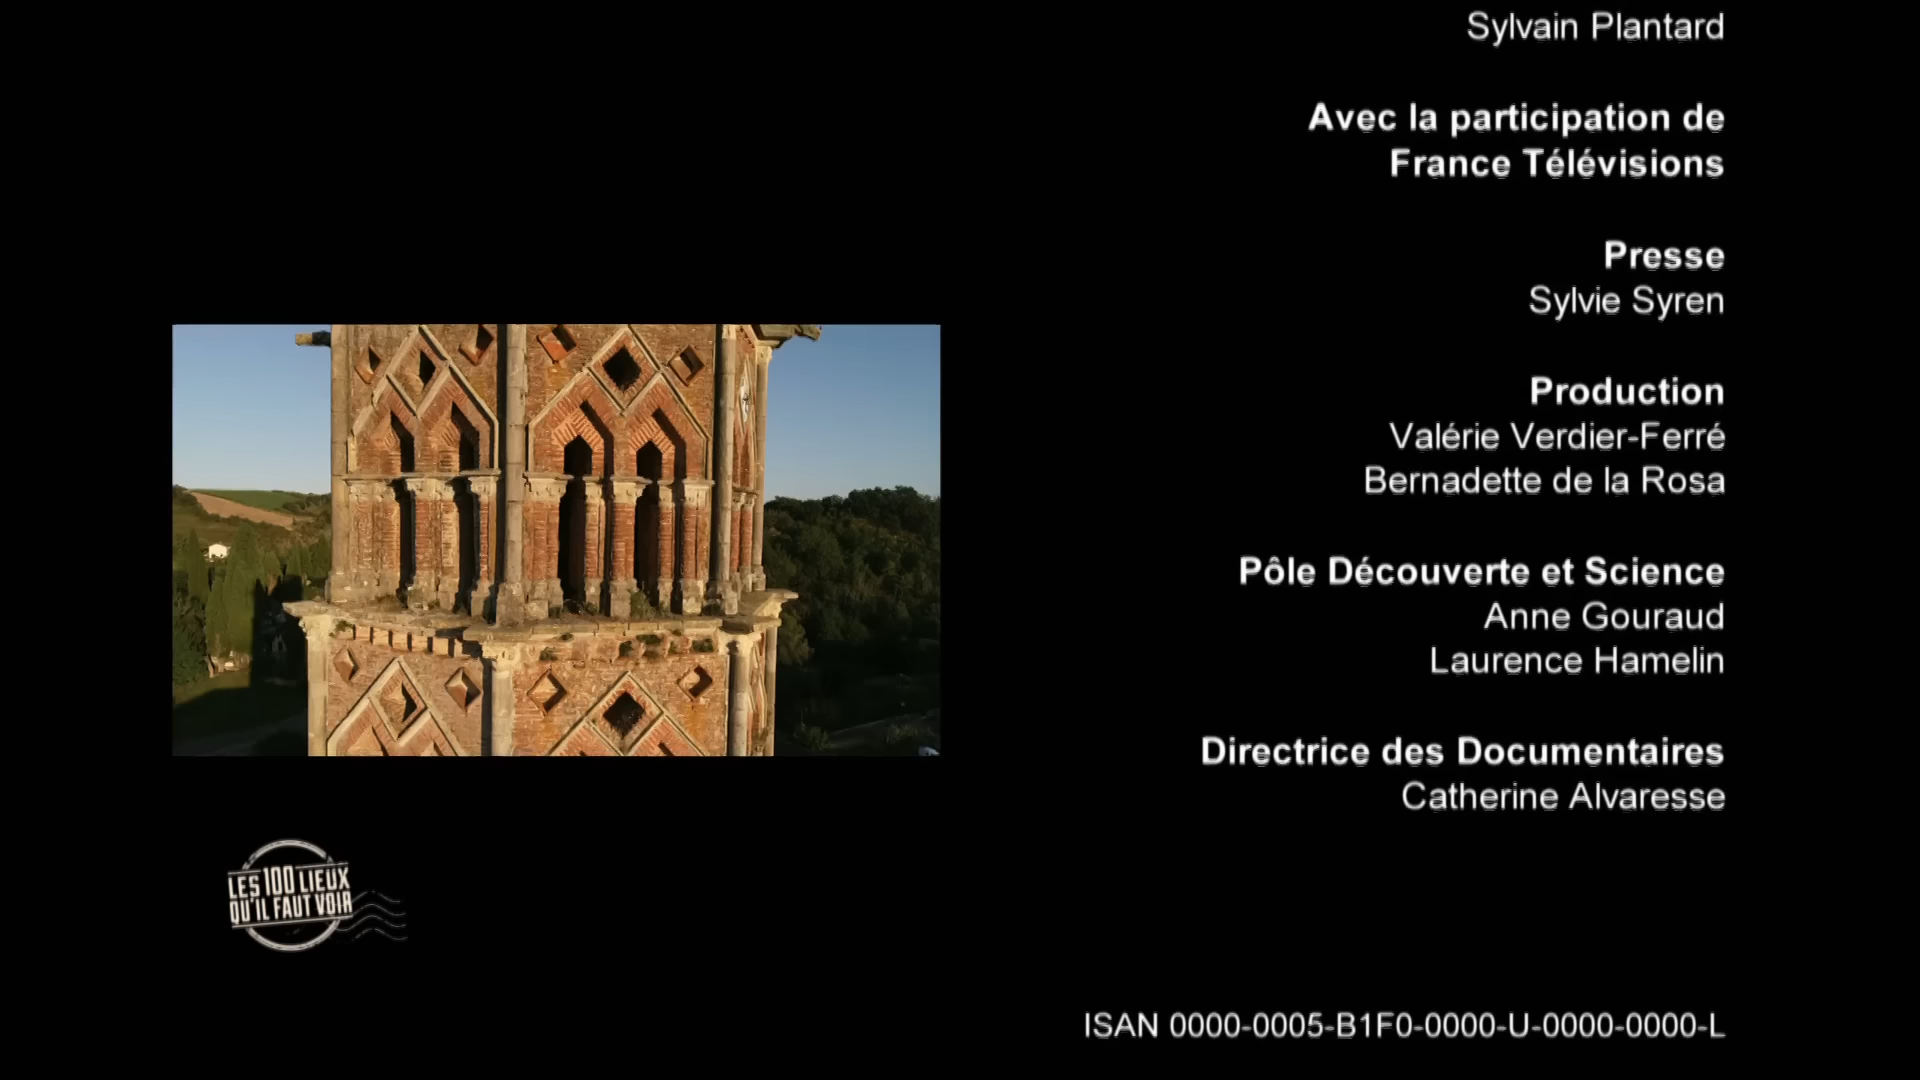 Sylvain Plantard
Avec la participation de
France Télévisions
Presse
Sylvie Syren
Production
Valérie Verdier-Ferré
Bernadette de la Rosa
Pôle Découverte et Science
Anne Gouraud
Laurence Hamelin
Directrice des Documentaires
Catherine Alvaresse
LES 100 LIEUX
QU'IL FAUT VOIR
ISAN 0000-0005-B1F0-0000-U-0000-0000-L